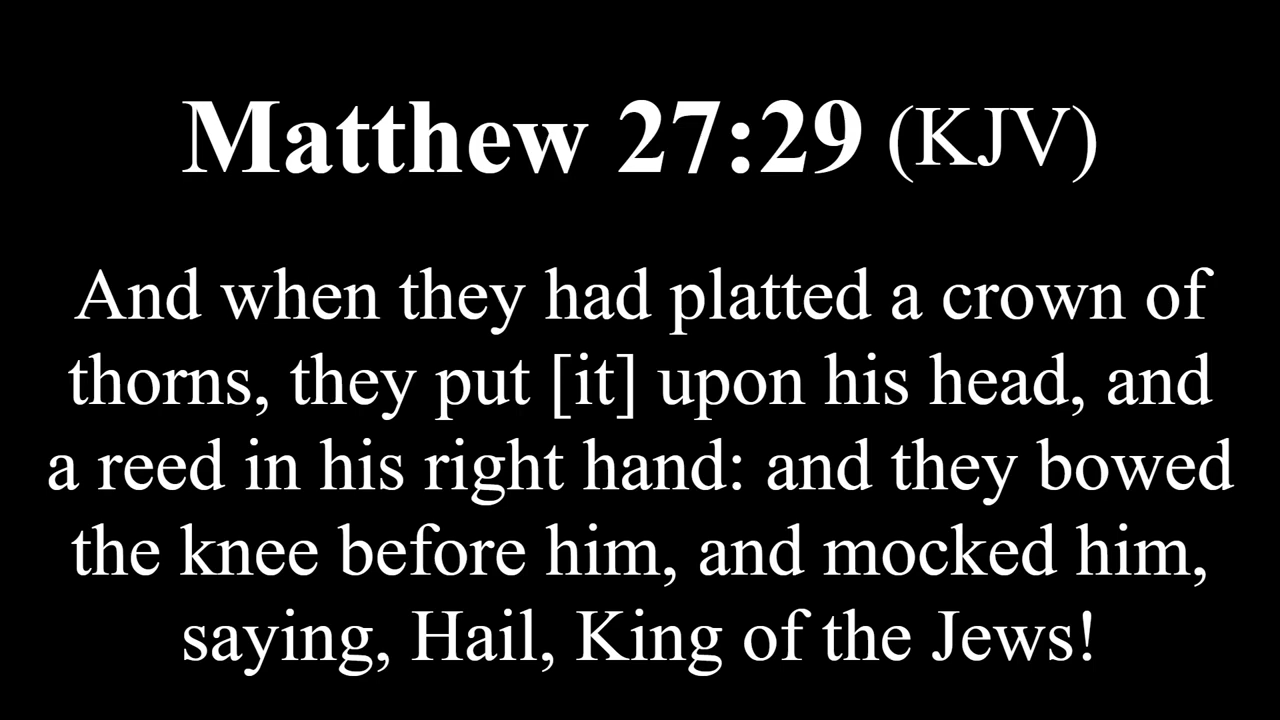 Matthew 27:29 (KJV)
And when they had platted a crown of
thorns, they put [it] upon his head, and
a reed in his right hand: and they bowed
the knee before him, and mocked him,
saying, Hail, King of the Jews!